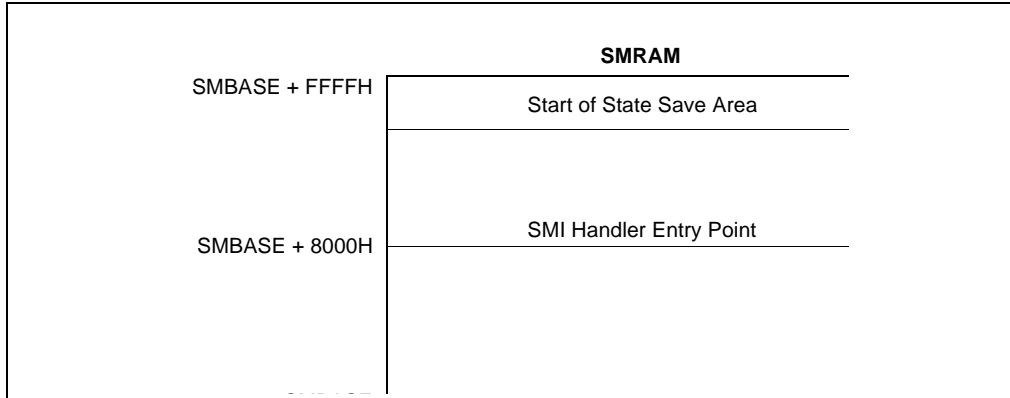 SMRAM
SMBASE + FFFFH
Start of State Save Area
SMI Handler Entry Point
SMBASE + 8000H